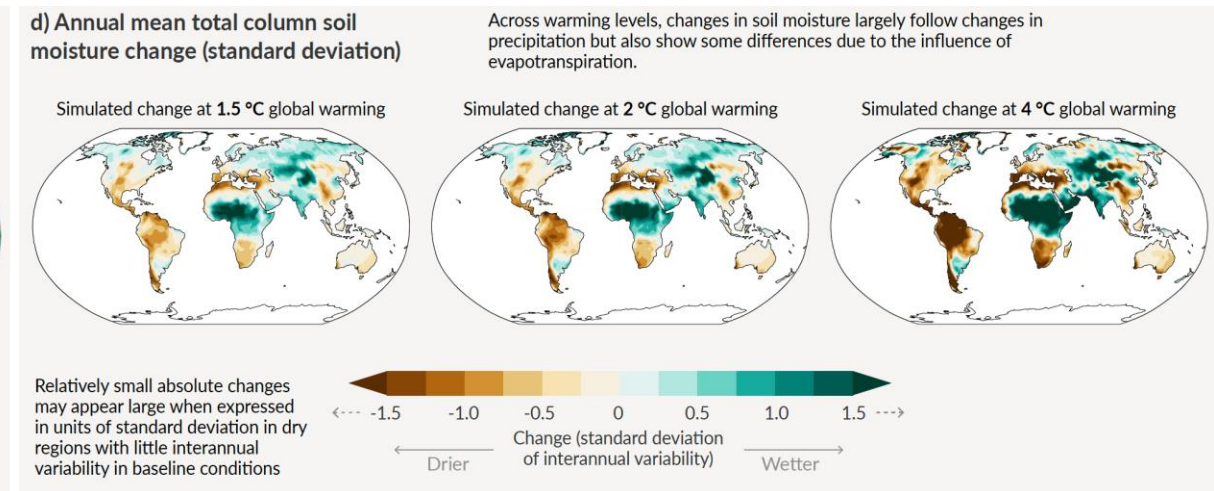 d) Annual mean total column soil
moisture change (standard deviation)
Across warming levels, changes in soil moisture largely follow changes in
precipitation but also show some differences due to the influence of
evapotranspiration.
Simulated change at 1.5 °C global warming
Simulated change at 2 °C global warming
Simulated change at 4 °C global warming
Relatively small absolute changes
may appear large when expressed
in units of standard deviation in dry
regions with little interannual
variability in baseline conditions
-1.5 -1.0 -0.5 0 0.5 1.0 1.5
Change (standard deviation
of interannual variability)
Drier
Wetter